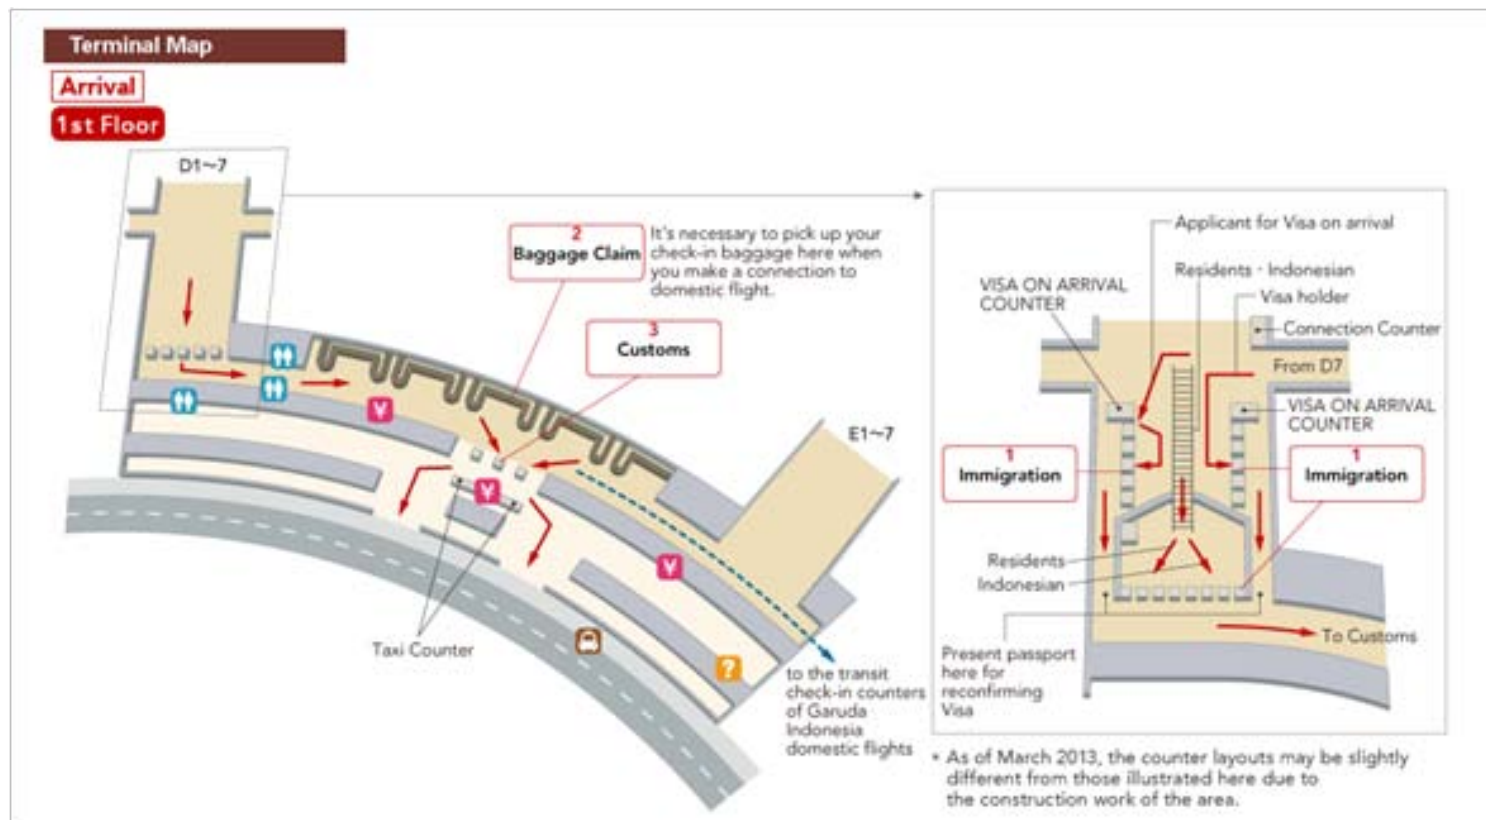 Terminal Map
Arrival
1st Floor
D1~7
2
Baggage Claim
It's necessary to pick up your
check-in baggage here when
you make a connection to
domestic flight.
3
Customs
E1~7
¥
¥
¥
?
Taxi Counter
to the transit
check-in counters
of Garuda
Indonesia
domestic flights
Applicant for Visa on arrival
Residents · Indonesian
VISA ON ARRIVAL
COUNTER
Visa holder
Connection Counter
From D7
VISA ON ARRIVAL
COUNTER
1
Immigration
1
Immigration
Residents
Indonesian
To Customs
Present passport
here for
reconfirming
Visa
* As of March 2013, the counter layouts may be slightly
different from those illustrated here due to
the construction work of the area.